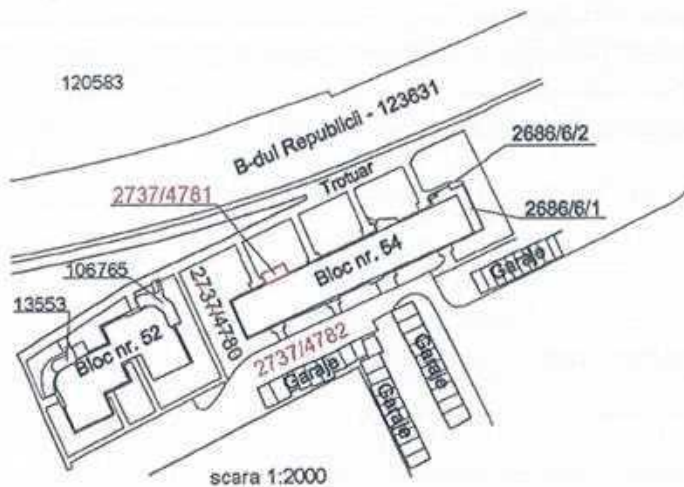 120583
B-dul Republicii - 123631
2686/6/2
Trotuar
2737/4781
2686/6/1
Bloc nr. 54
106765
2737/4780
Garaje
13553
Bloc nr. 52
2737/4782
Garaje
Garaje
Garaje
scara 1:2000